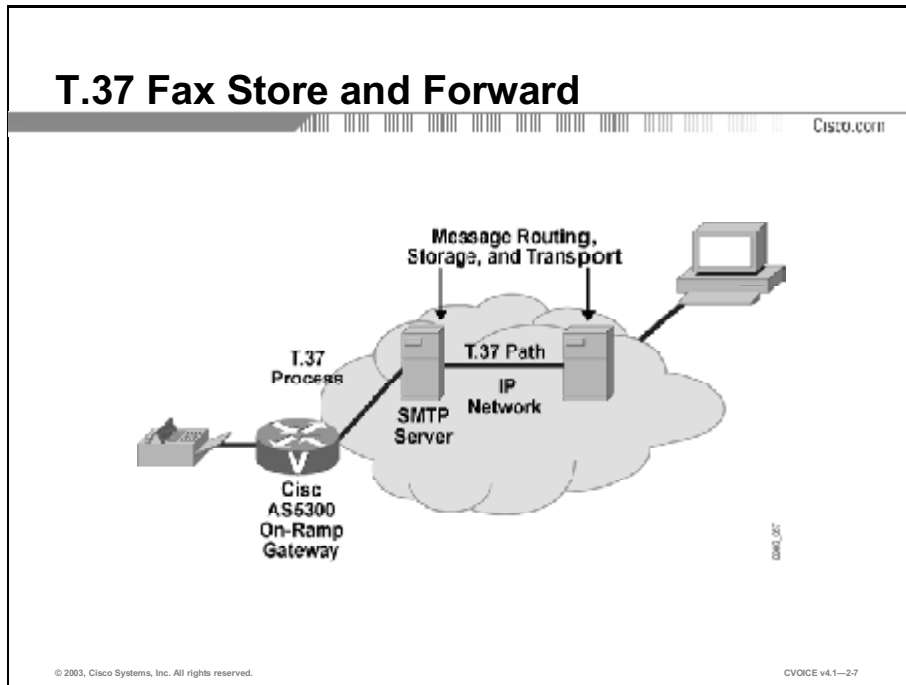 T.37 Fax Store and Forward
Cisco.com
Message Routing,
Storage, and Transport
T.37
Process
T.37 Path
IP
Network
SMTP
Server
V
Cisc
AS5300
On-Ramp
Gateway
© 2003, Cisco Systems, Inc. All rights reserved.
CVOICE v4.1—2-7